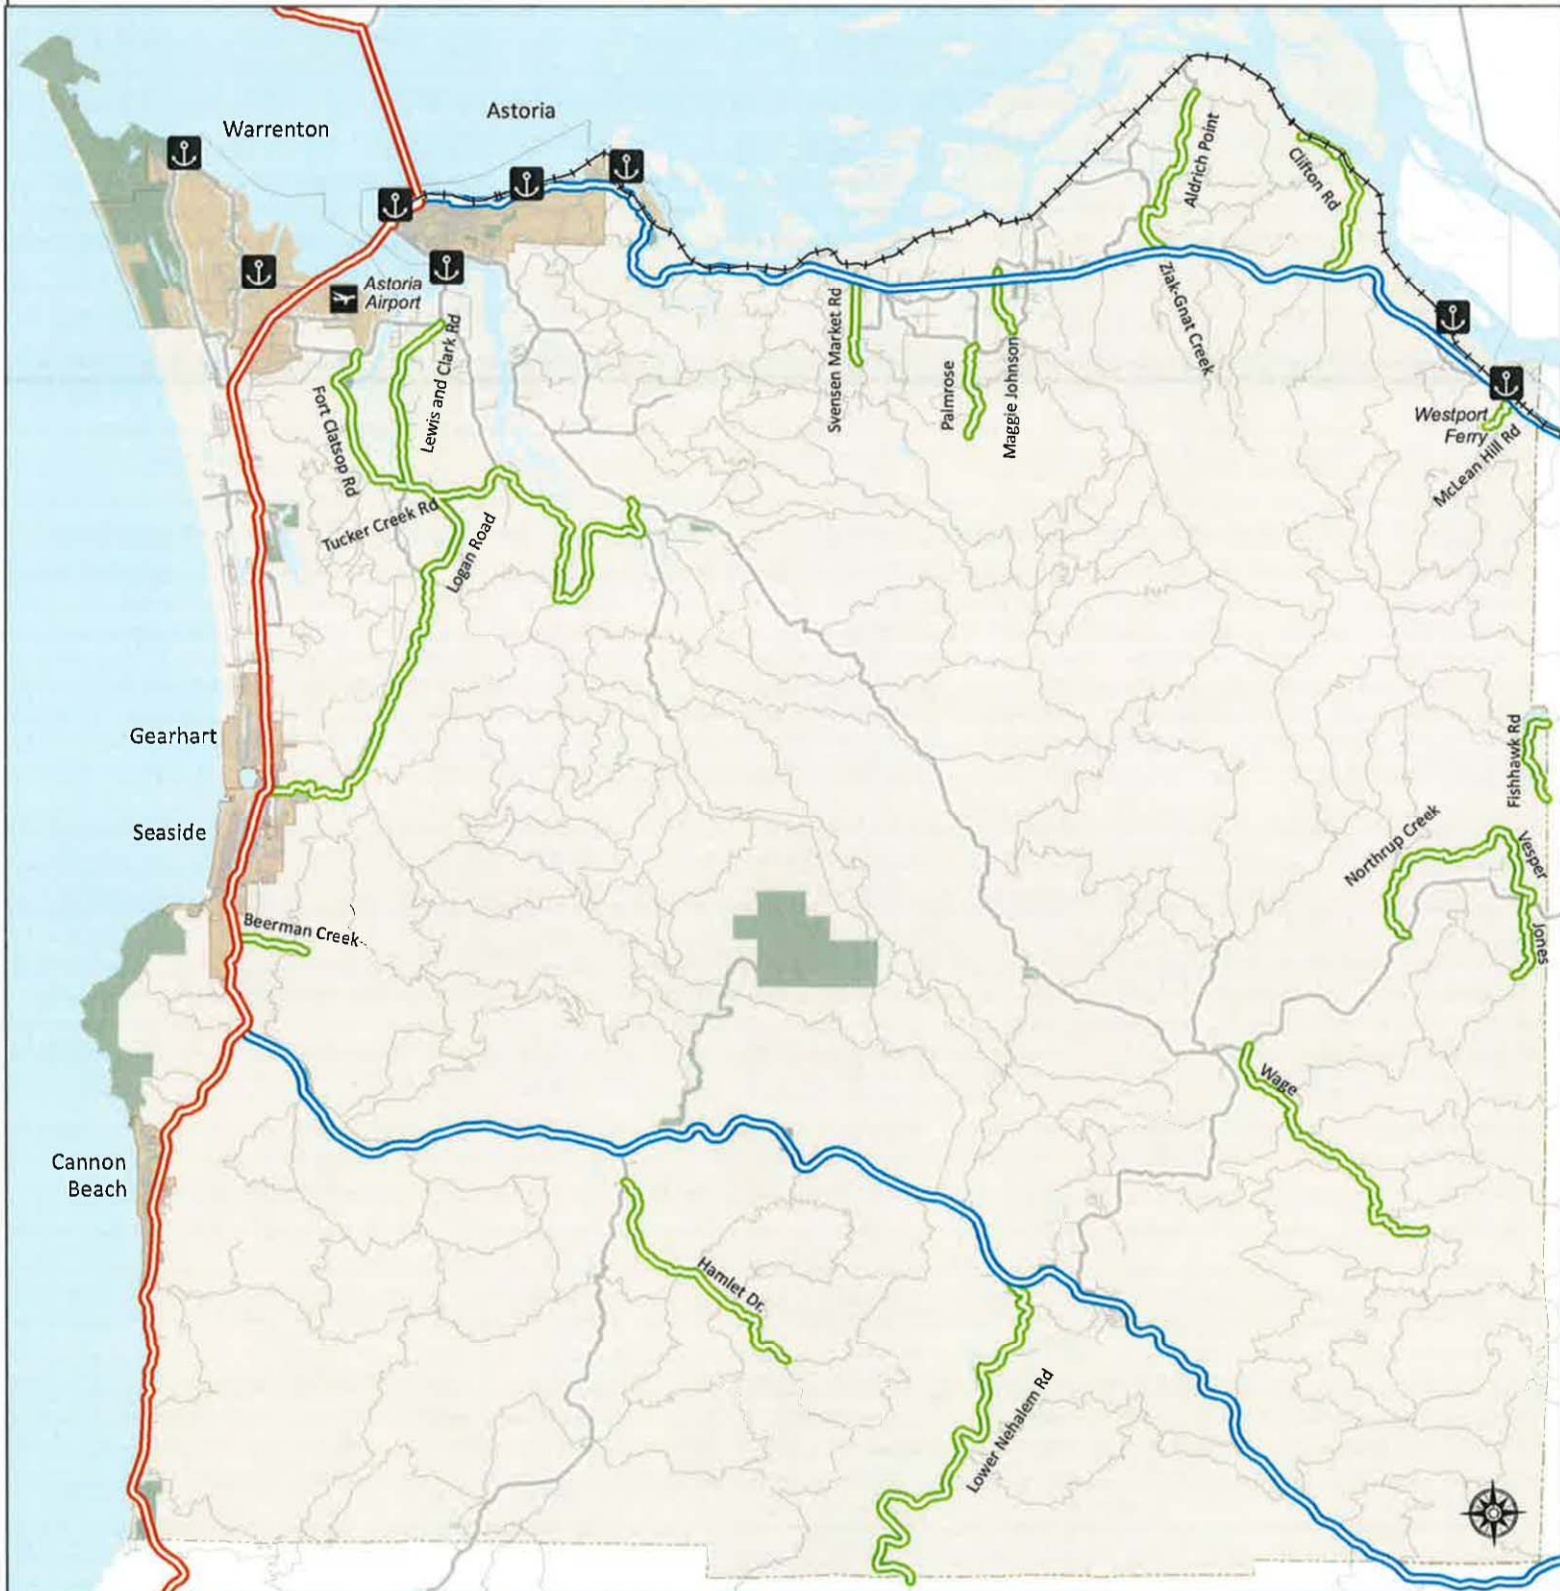 Warrenton
Astoria
Aldrich Point
Clifton Rd
Astoria
Airport
Ziak-Gnat Creek
Svensen Market Rd
Lewis and Clark Rd
Maggie Johnson
Palmrose
Fort Clatsop Rd
Westport
Ferry
McLean Hill Rd
Tucker Creek Rd
Logan Road
Gearhart
Fishhawk Rd
Seaside
Northrup Creek
Vesper
Beerman Creek
Jones
Wage
Cannon
Beach
Hamlet Dr.
Lower Nehalem Rd